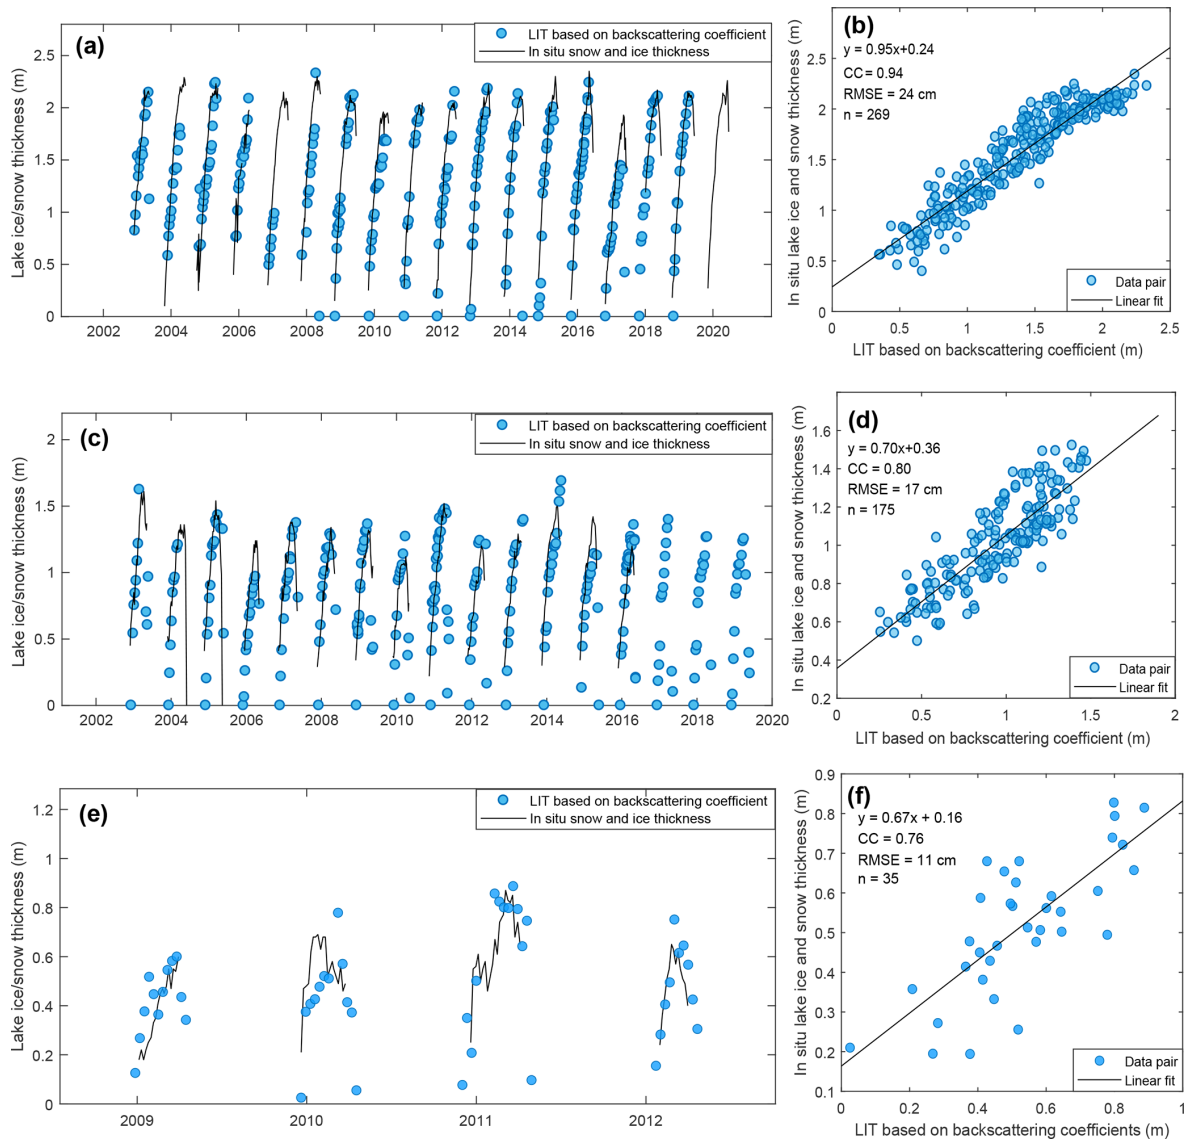 (a)
LIT based on backscattering coefficient
In situ snow and ice thickness
Lake ice/snow thickness (m)
2.5
2
1.5
1
0.5
0
2002 2004 2006 2008 2010 2012 2014 2016 2018 2020
(b)
y = 0.95x+0.24
CC = 0.94
RMSE = 24 cm
n = 269
In situ lake ice and snow thickness (m)
2.5
2
1.5
1
0.5
0
Data pair
Linear fit
0 0.5 1 1.5 2 2.5
LIT based on backscattering coefficient (m)
(c)
LIT based on backscattering coefficient
In situ snow and ice thickness
Lake ice/snow thickness (m)
2
1.5
1
0.5
0
2002 2004 2006 2008 2010 2012 2014 2016 2018 2020
(d)
y = 0.70x+0.36
CC = 0.80
RMSE = 17 cm
n = 175
In situ lake ice and snow thickness (m)
1.6
1.4
1.2
1
0.8
0.6
0.4
0.2
Data pair
Linear fit
0 0.5 1 1.5 2
LIT based on backscattering coefficient (m)
(e)
LIT based on backscattering coefficient
In situ snow and ice thickness
Lake ice/snow thickness (m)
1.2
1
0.8
0.6
0.4
0.2
0
2009 2010 2011 2012
(f)
y = 0.67x + 0.16
CC = 0.76
RMSE = 11 cm
n = 35
In situ lake ice and snow thickness (m)
0.9
0.8
0.7
0.6
0.5
0.4
0.3
0.2
0.1
Data pair
Linear fit
0 0.2 0.4 0.6 0.8 1
LIT based on backscattering coefficients (m)